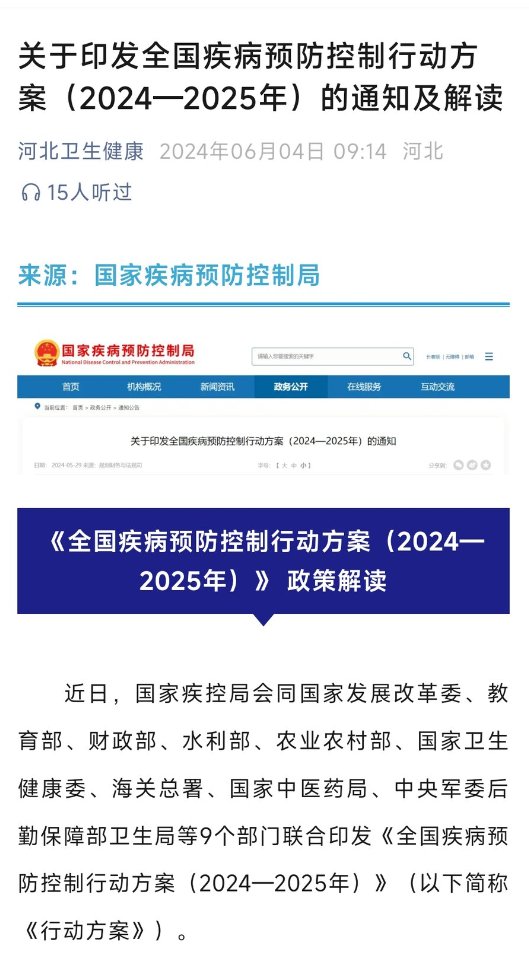 关于印发全国疾病预防控制行动方
案（2024—2025年）的通知及解读
河北卫生健康 2024年06月04日 09:14 河北
15人听过
来源：国家疾病预防控制局
国家疾病预防控制局
National Disease Control and Prevention Administration
请输入您要搜索的关键字
长者版 | 无障碍 | 邮箱
首页 机构概况 新闻资讯 政务公开 在线服务 互动交流
当前位置： 首页 > 政务公开 > 通知公告
关于印发全国疾病预防控制行动方案（2024—2025年）的通知
日期： 2024-05-29 来源：规划财务与法规司 字号：【 大 中 小 】 分享到：
《全国疾病预防控制行动方案（2024—
2025年）》 政策解读
近日，国家疾控局会同国家发展改革委、教
育部、财政部、水利部、农业农村部、国家卫生
健康委、海关总署、国家中医药局、中央军委后
勤保障部卫生局等9个部门联合印发《全国疾病预
防控制行动方案（2024—2025年）》（以下简称
《行动方案》）。